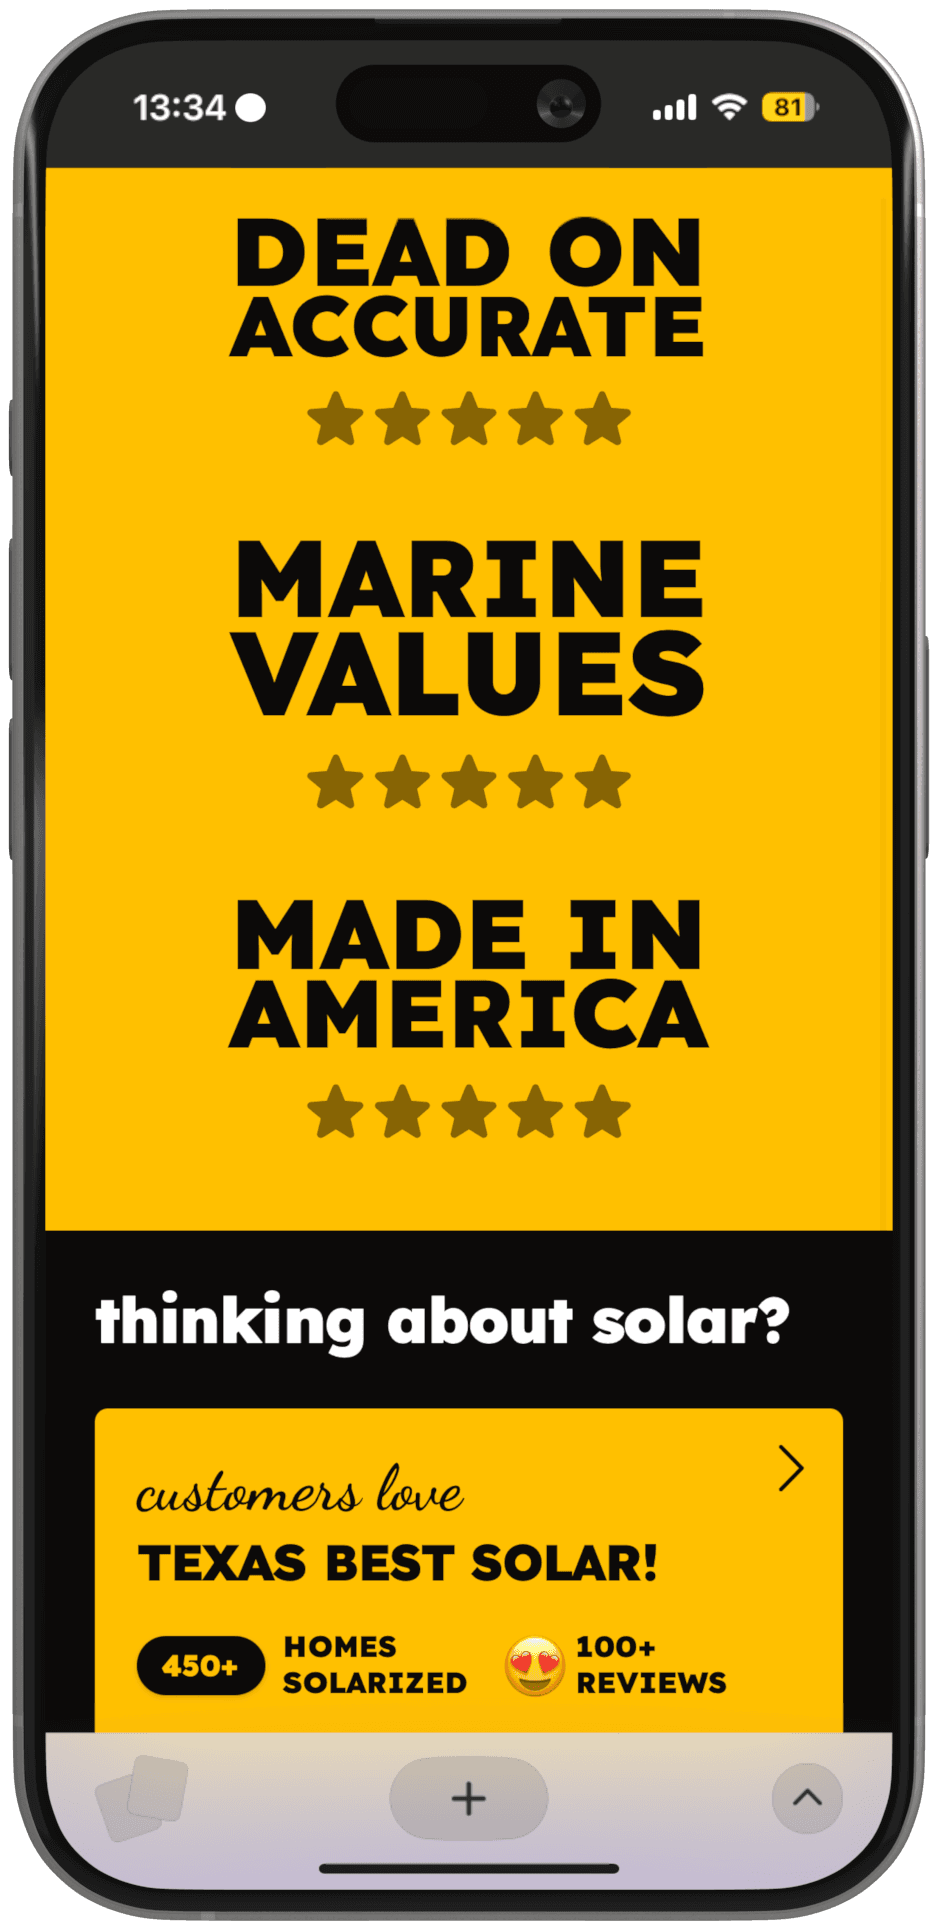 13:34
81
DEAD ON
ACCURATE
MARINE
VALUES
MADE IN
AMERICA
thinking about solar?
customers love
TEXAS BEST SOLAR!
450+
HOMES
SOLARIZED
100+
REVIEWS